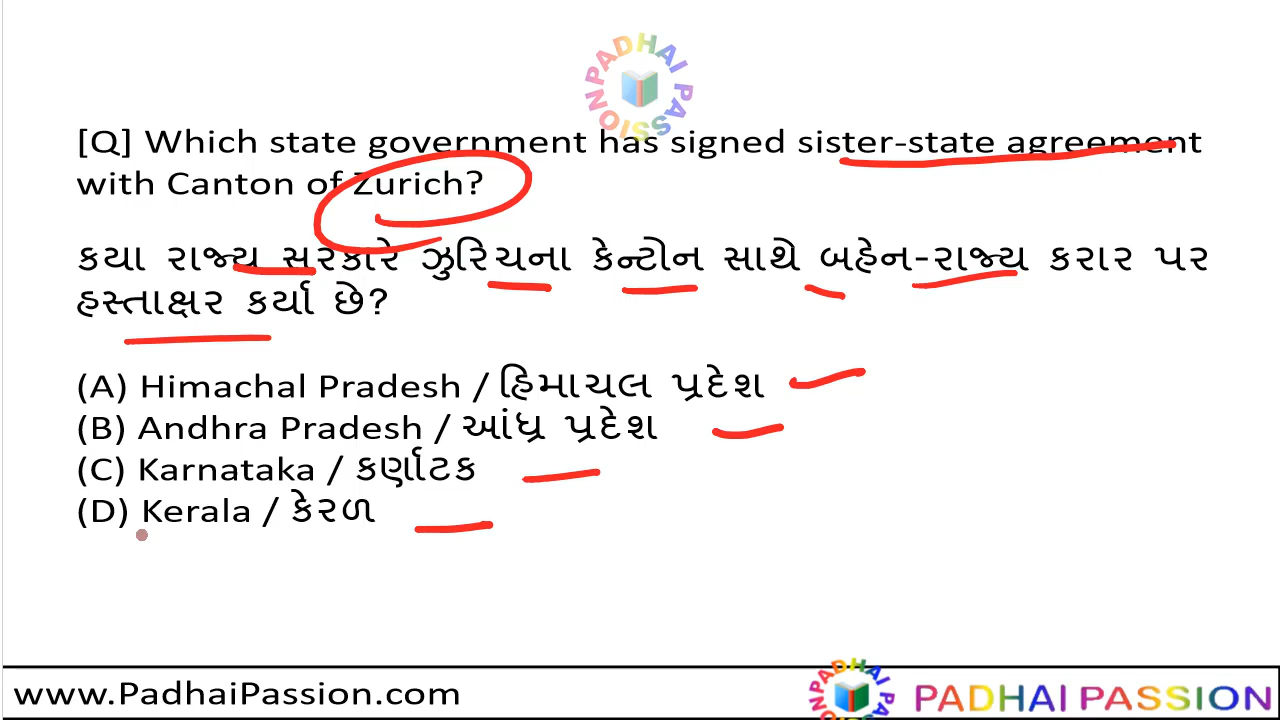 PADHAI PASSION
[Q] Which state government has signed sister-state agreement
with Canton of Zurich?
કયા રાજ્ય સરકારે ઝુરિચના કેન્ટોન સાથે બહેન-રાજ્ય કરાર પર
હસ્તાક્ષર કર્યા છે?
(A) Himachal Pradesh / હિમાચલ પ્રદેશ
(B) Andhra Pradesh / આંધ્ર પ્રદેશ
(C) Karnataka / કર્ણાટક
(D) Kerala / કેરળ
www.PadhaiPassion.com
PADHAI PASSION
PADHAI PASSION